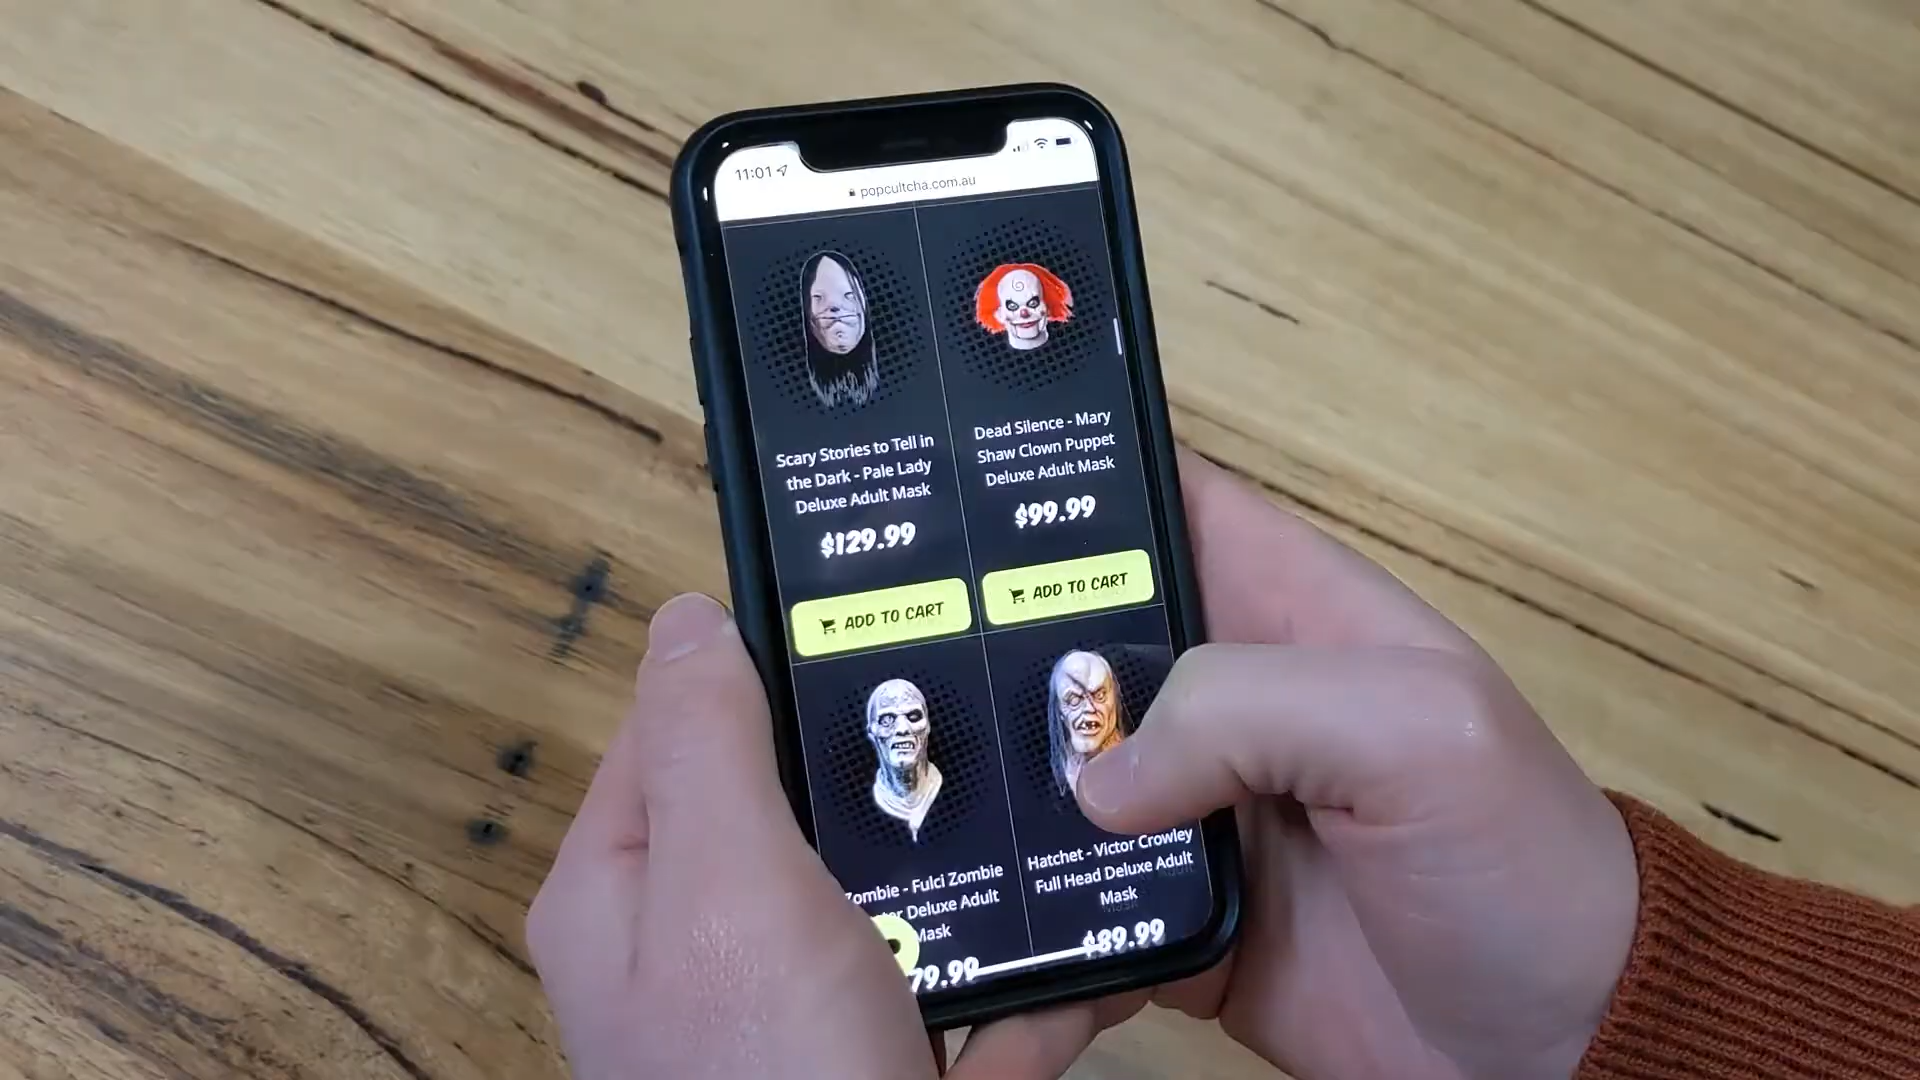 11:01
popcultcha.com.au
Scary Stories to Tell in
the Dark - Pale Lady
Deluxe Adult Mask
$129.99
ADD TO CART
Dead Silence - Mary
Shaw Clown Puppet
Deluxe Adult Mask
$99.99
ADD TO CART
Zombie - Fulci Zombie
Deluxe Adult
Mask
79.99
Hatchet - Victor Crowley
Full Head Deluxe Adult
Mask
$89.99